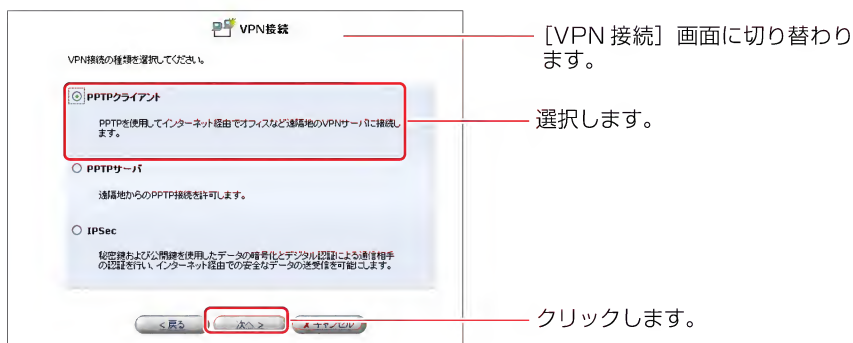 VPN接続
[VPN 接続] 画面に切り替わり
ます。
VPN接続の種類を選択してください。
PPTPクライアント
PPTPを使用してインターネット経由でオフィスなど遠隔地のVPNサーバに接続し
ます。
選択します。
PPTPサーバ
遠隔地からのPPTP接続を許可します。
IPSec
秘密鍵および公開鍵を使用したデータの暗号化とデジタル認証による通信相手
の認証を行い、インターネット経由での安全なデータの送受信を可能にします。
< 戻る 次へ > キャンセル
クリックします。